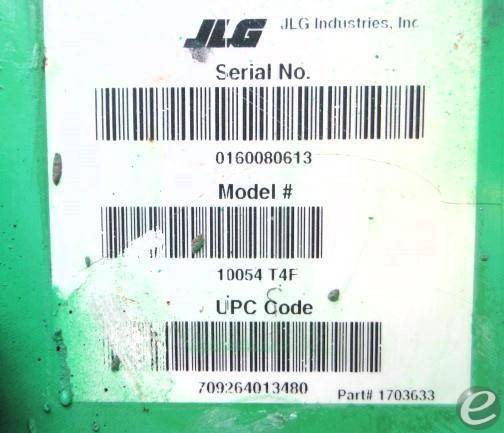 JLG JLG Industries, Inc
Serial No.
0160080613
Model #
10054 T4F
UPC Code
709264013480
Part# 1703633
e